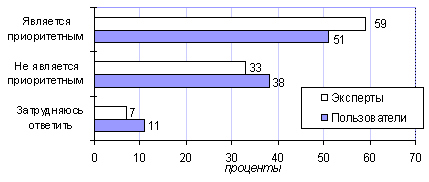 Является
приоритетным
59
51
Не является
приоритетным
33
38
Затрудняюсь
ответить
7
11
Эксперты
Пользователи
0 10 20 30 40 50 60 70
проценты